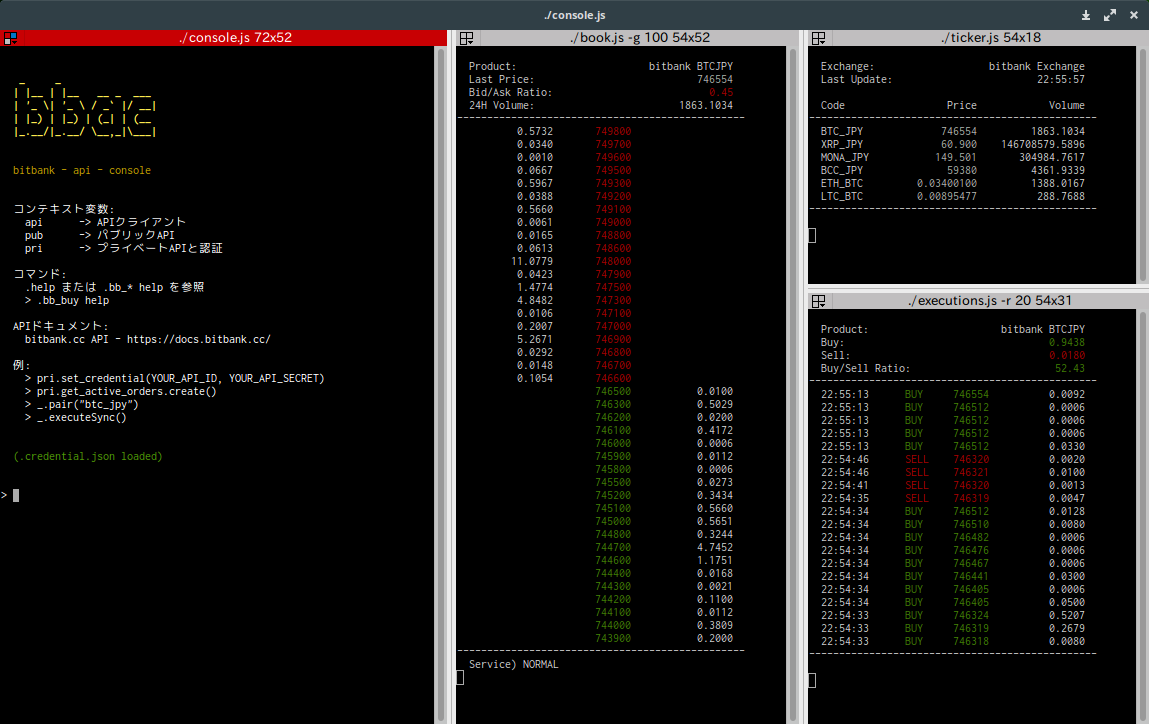 ./console.js
./console.js 72x52
 _     _
| |__ | |__   __ _  ___
| '_ \| '_ \ / _` |/ __|
| |_) | |_) | (_| | (__
|_.__/|_.__/ \__,_|\___|
bitbank - api - console
コンテキスト変数:
api -> APIクライアント
pub -> パブリックAPI
pri -> プライベートAPIと認証
コマンド:
.help または .bb_* help を参照
> .bb_buy help
APIドキュメント:
bitbank.cc API - https://docs.bitbank.cc/
例:
> pri.set_credential(YOUR_API_ID, YOUR_API_SECRET)
> pri.get_active_orders.create()
> _.pair("btc_jpy")
> _.executeSync()
(.credential.json loaded)
>
./book.js -g 100 54x52
Product: bitbank BTCJPY
Last Price: 746554
Bid/Ask Ratio: 0.45
24H Volume: 1863.1034
0.5732 749800
0.0340 749700
0.0010 749600
0.0667 749500
0.5967 749300
0.0388 749200
0.5660 749100
0.0061 749000
0.0165 748800
0.0613 748600
11.0779 748000
0.0423 747900
1.4774 747500
4.8482 747300
0.0106 747100
0.2007 747000
5.2671 746900
0.0292 746800
0.0148 746700
0.1054 746600
746500 0.0100
746300 0.5029
746200 0.0200
746100 0.4172
746000 0.0006
745900 0.0112
745800 0.0006
745500 0.0273
745200 0.3434
745100 0.5660
745000 0.5651
744800 0.3244
744700 4.7452
744600 1.1751
744400 0.0168
744300 0.0021
744200 0.1100
744100 0.0112
744000 0.3809
743900 0.2000
Service) NORMAL
./ticker.js 54x18
Exchange: bitbank Exchange
Last Update: 22:55:57
Code Price Volume
BTC_JPY 746554 1863.1034
XRP_JPY 60.900 146708579.5896
MONA_JPY 149.501 304984.7617
BCC_JPY 59380 4361.9339
ETH_BTC 0.03400100 1388.0167
LTC_BTC 0.00895477 288.7688
./executions.js -r 20 54x31
Product: bitbank BTCJPY
Buy: 0.9438
Sell: 0.0180
Buy/Sell Ratio: 52.43
22:55:13 BUY 746554 0.0092
22:55:13 BUY 746512 0.0006
22:55:13 BUY 746512 0.0006
22:55:13 BUY 746512 0.0006
22:55:13 BUY 746512 0.0330
22:54:46 SELL 746320 0.0020
22:54:46 SELL 746321 0.0100
22:54:41 SELL 746320 0.0013
22:54:35 SELL 746319 0.0047
22:54:34 BUY 746512 0.0128
22:54:34 BUY 746510 0.0080
22:54:34 BUY 746482 0.0006
22:54:34 BUY 746476 0.0006
22:54:34 BUY 746467 0.0006
22:54:34 BUY 746441 0.0300
22:54:34 BUY 746405 0.0006
22:54:34 BUY 746405 0.0500
22:54:33 BUY 746324 0.5207
22:54:33 BUY 746319 0.2679
22:54:33 BUY 746318 0.0080